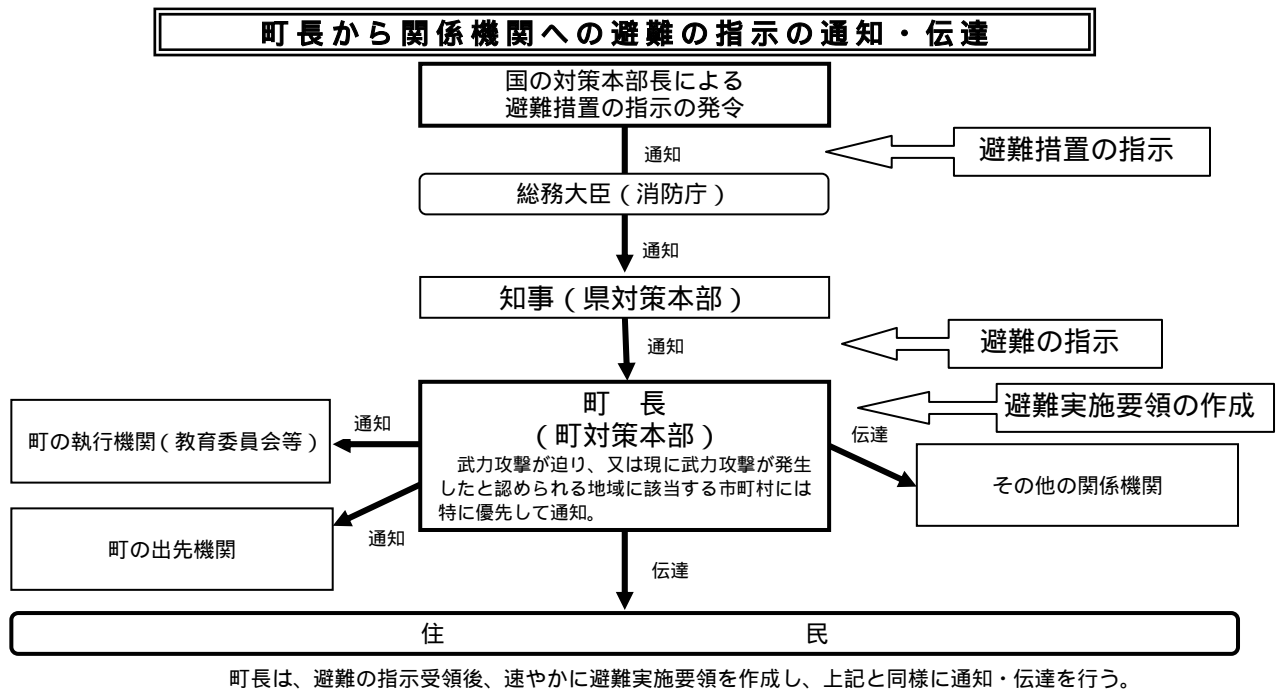 町長から関係機関への避難の指示の通知・伝達
国の対策本部長による
避難措置の指示の発令
通知
避難措置の指示
総務大臣(消防庁)
通知
知事(県対策本部)
通知
避難の指示
町 長
(町対策本部)
武力攻撃が迫り、又は現に武力攻撃が発生
したと認められる地域に該当する市町村には
特に優先して通知。
避難実施要領の作成
通知
町の執行機関(教育委員会等)
伝達
その他の関係機関
通知
町の出先機関
伝達
住 民
町長は、避難の指示受領後、速やかに避難実施要領を作成し、上記と同様に通知・伝達を行う。